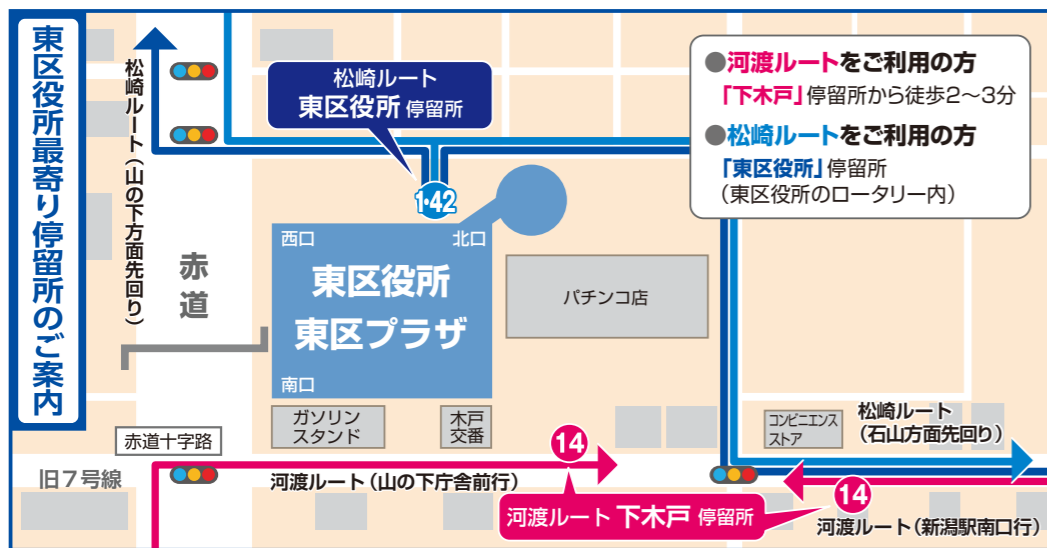 東区役所最寄り停留所のご案内
松崎ルート（山の下方面先回り）
松崎ルート
東区役所 停留所
●河渡ルートをご利用の方
「下木戸」停留所から徒歩2～3分
●松崎ルートをご利用の方
「東区役所」停留所
（東区役所のロータリー内）
1・42
西口
北口
東区役所
東区プラザ
南口
赤道
パチンコ店
ガソリン
スタンド
木戸
交番
コンビニエンス
ストア
松崎ルート
（石山方面先回り）
赤道十字路
旧7号線
14
河渡ルート（山の下庁舎前行）
河渡ルート 下木戸 停留所
14
河渡ルート（新潟駅南口行）